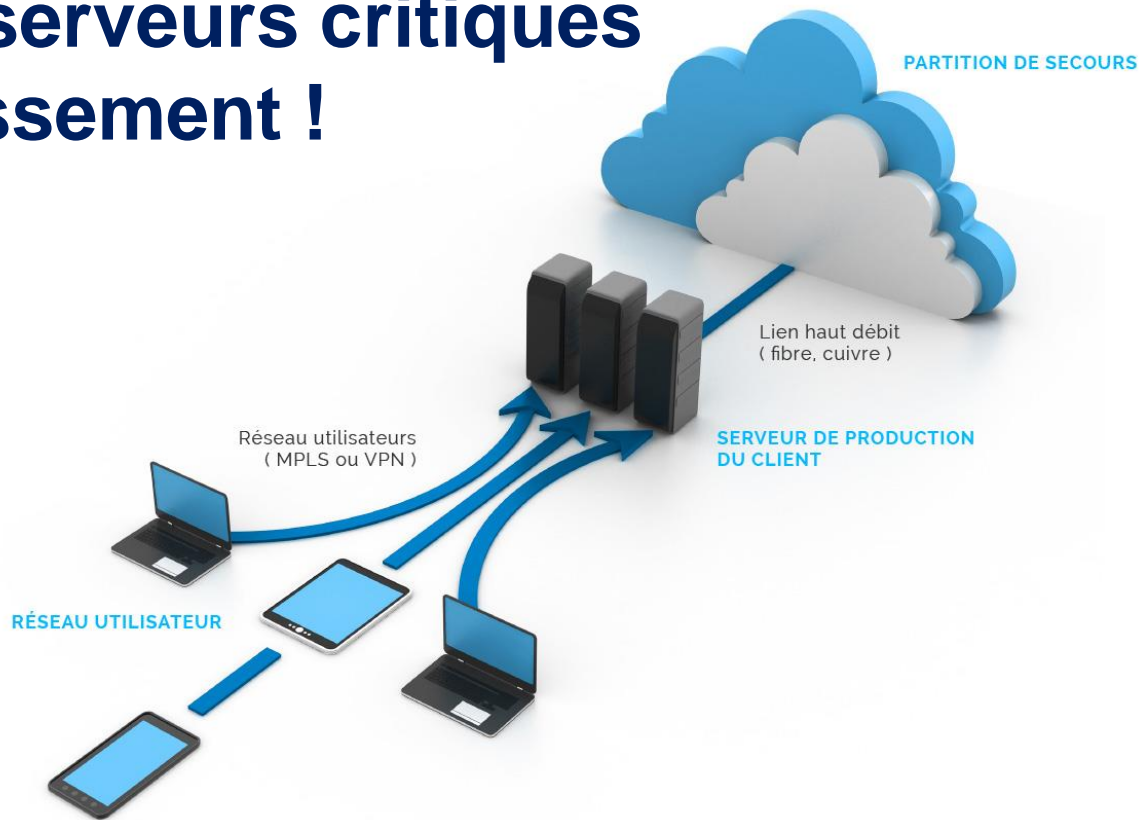 serveurs critiques
ssement !
PARTITION DE SECOURS
Lien haut débit
( fibre, cuivre )
Réseau utilisateurs
( MPLS ou VPN )
SERVEUR DE PRODUCTION
DU CLIENT
RÉSEAU UTILISATEUR